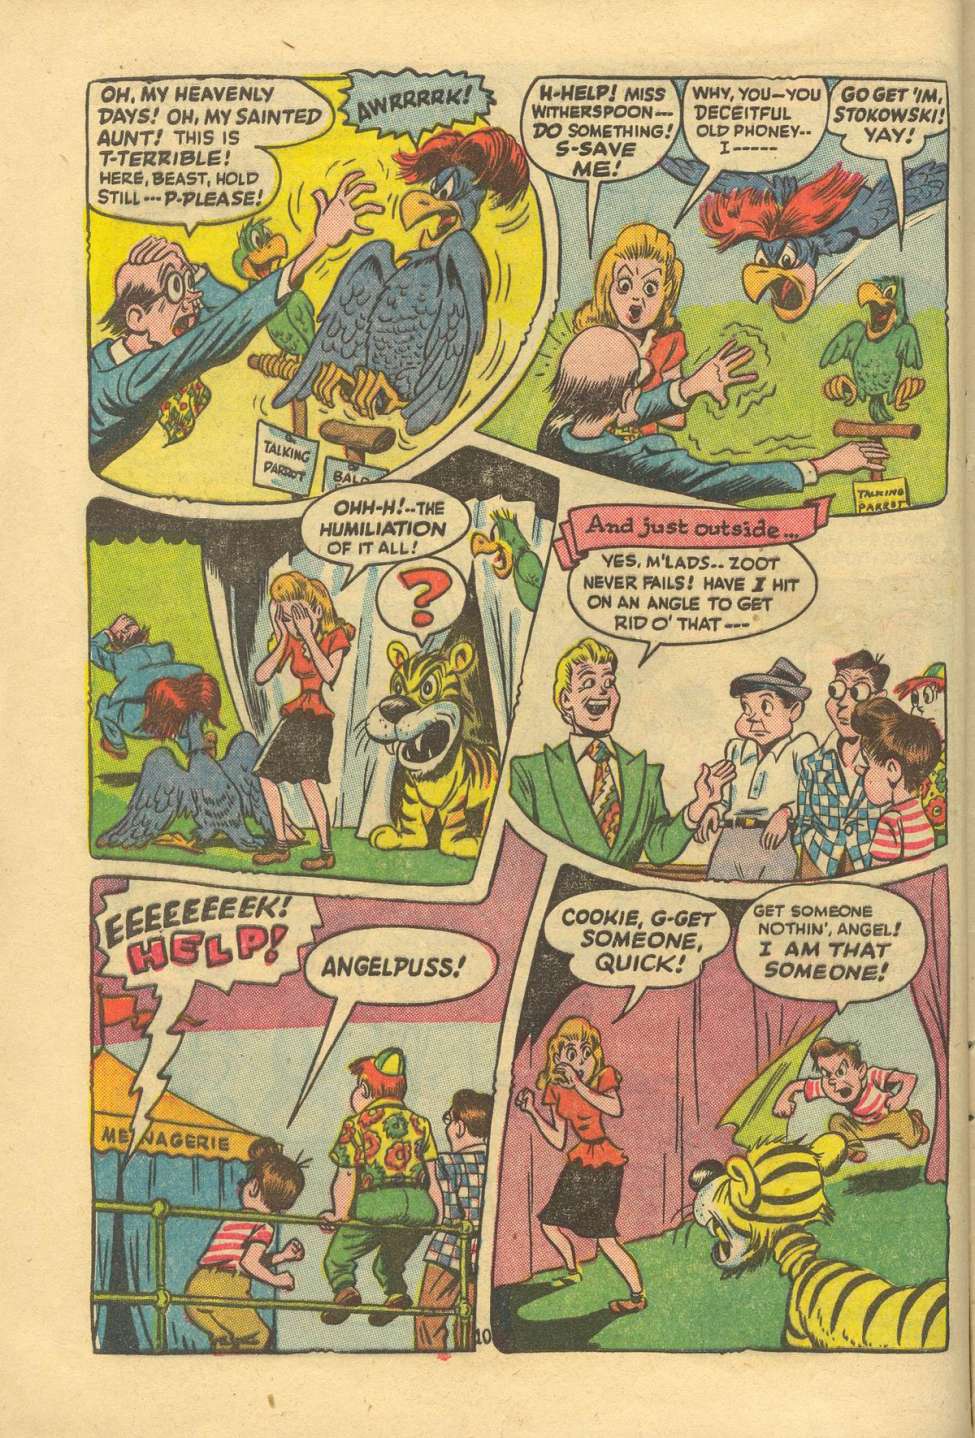 OH, MY HEAVENLY
DAYS! OH, MY SAINTED
AUNT! THIS IS
T-TERRIBLE!
HERE, BEAST, HOLD
STILL --- P-PLEASE!
AWRRRRK!
TALKING
PARROT
BALD
H-HELP! MISS
WITHERSPOON--
DO SOMETHING!
S-SAVE
ME!
WHY, YOU-YOU
DECEITFUL
OLD PHONEY--
I-----
GO GET 'IM,
STOKOWSKI!
YAY!
TALKING
PARROT
OHH-H!--THE
HUMILIATION
OF IT ALL!
?
And just outside...
YES, M'LADS-- ZOOT
NEVER FAILS! HAVE I HIT
ON AN ANGLE TO GET
RID O' THAT---
EEEEEEEEK!
HELP!
ANGELPUSS!
MENAGERIE
COOKIE, G-GET
SOMEONE,
QUICK!
GET SOMEONE
NOTHIN', ANGEL!
I AM THAT
SOMEONE!
10